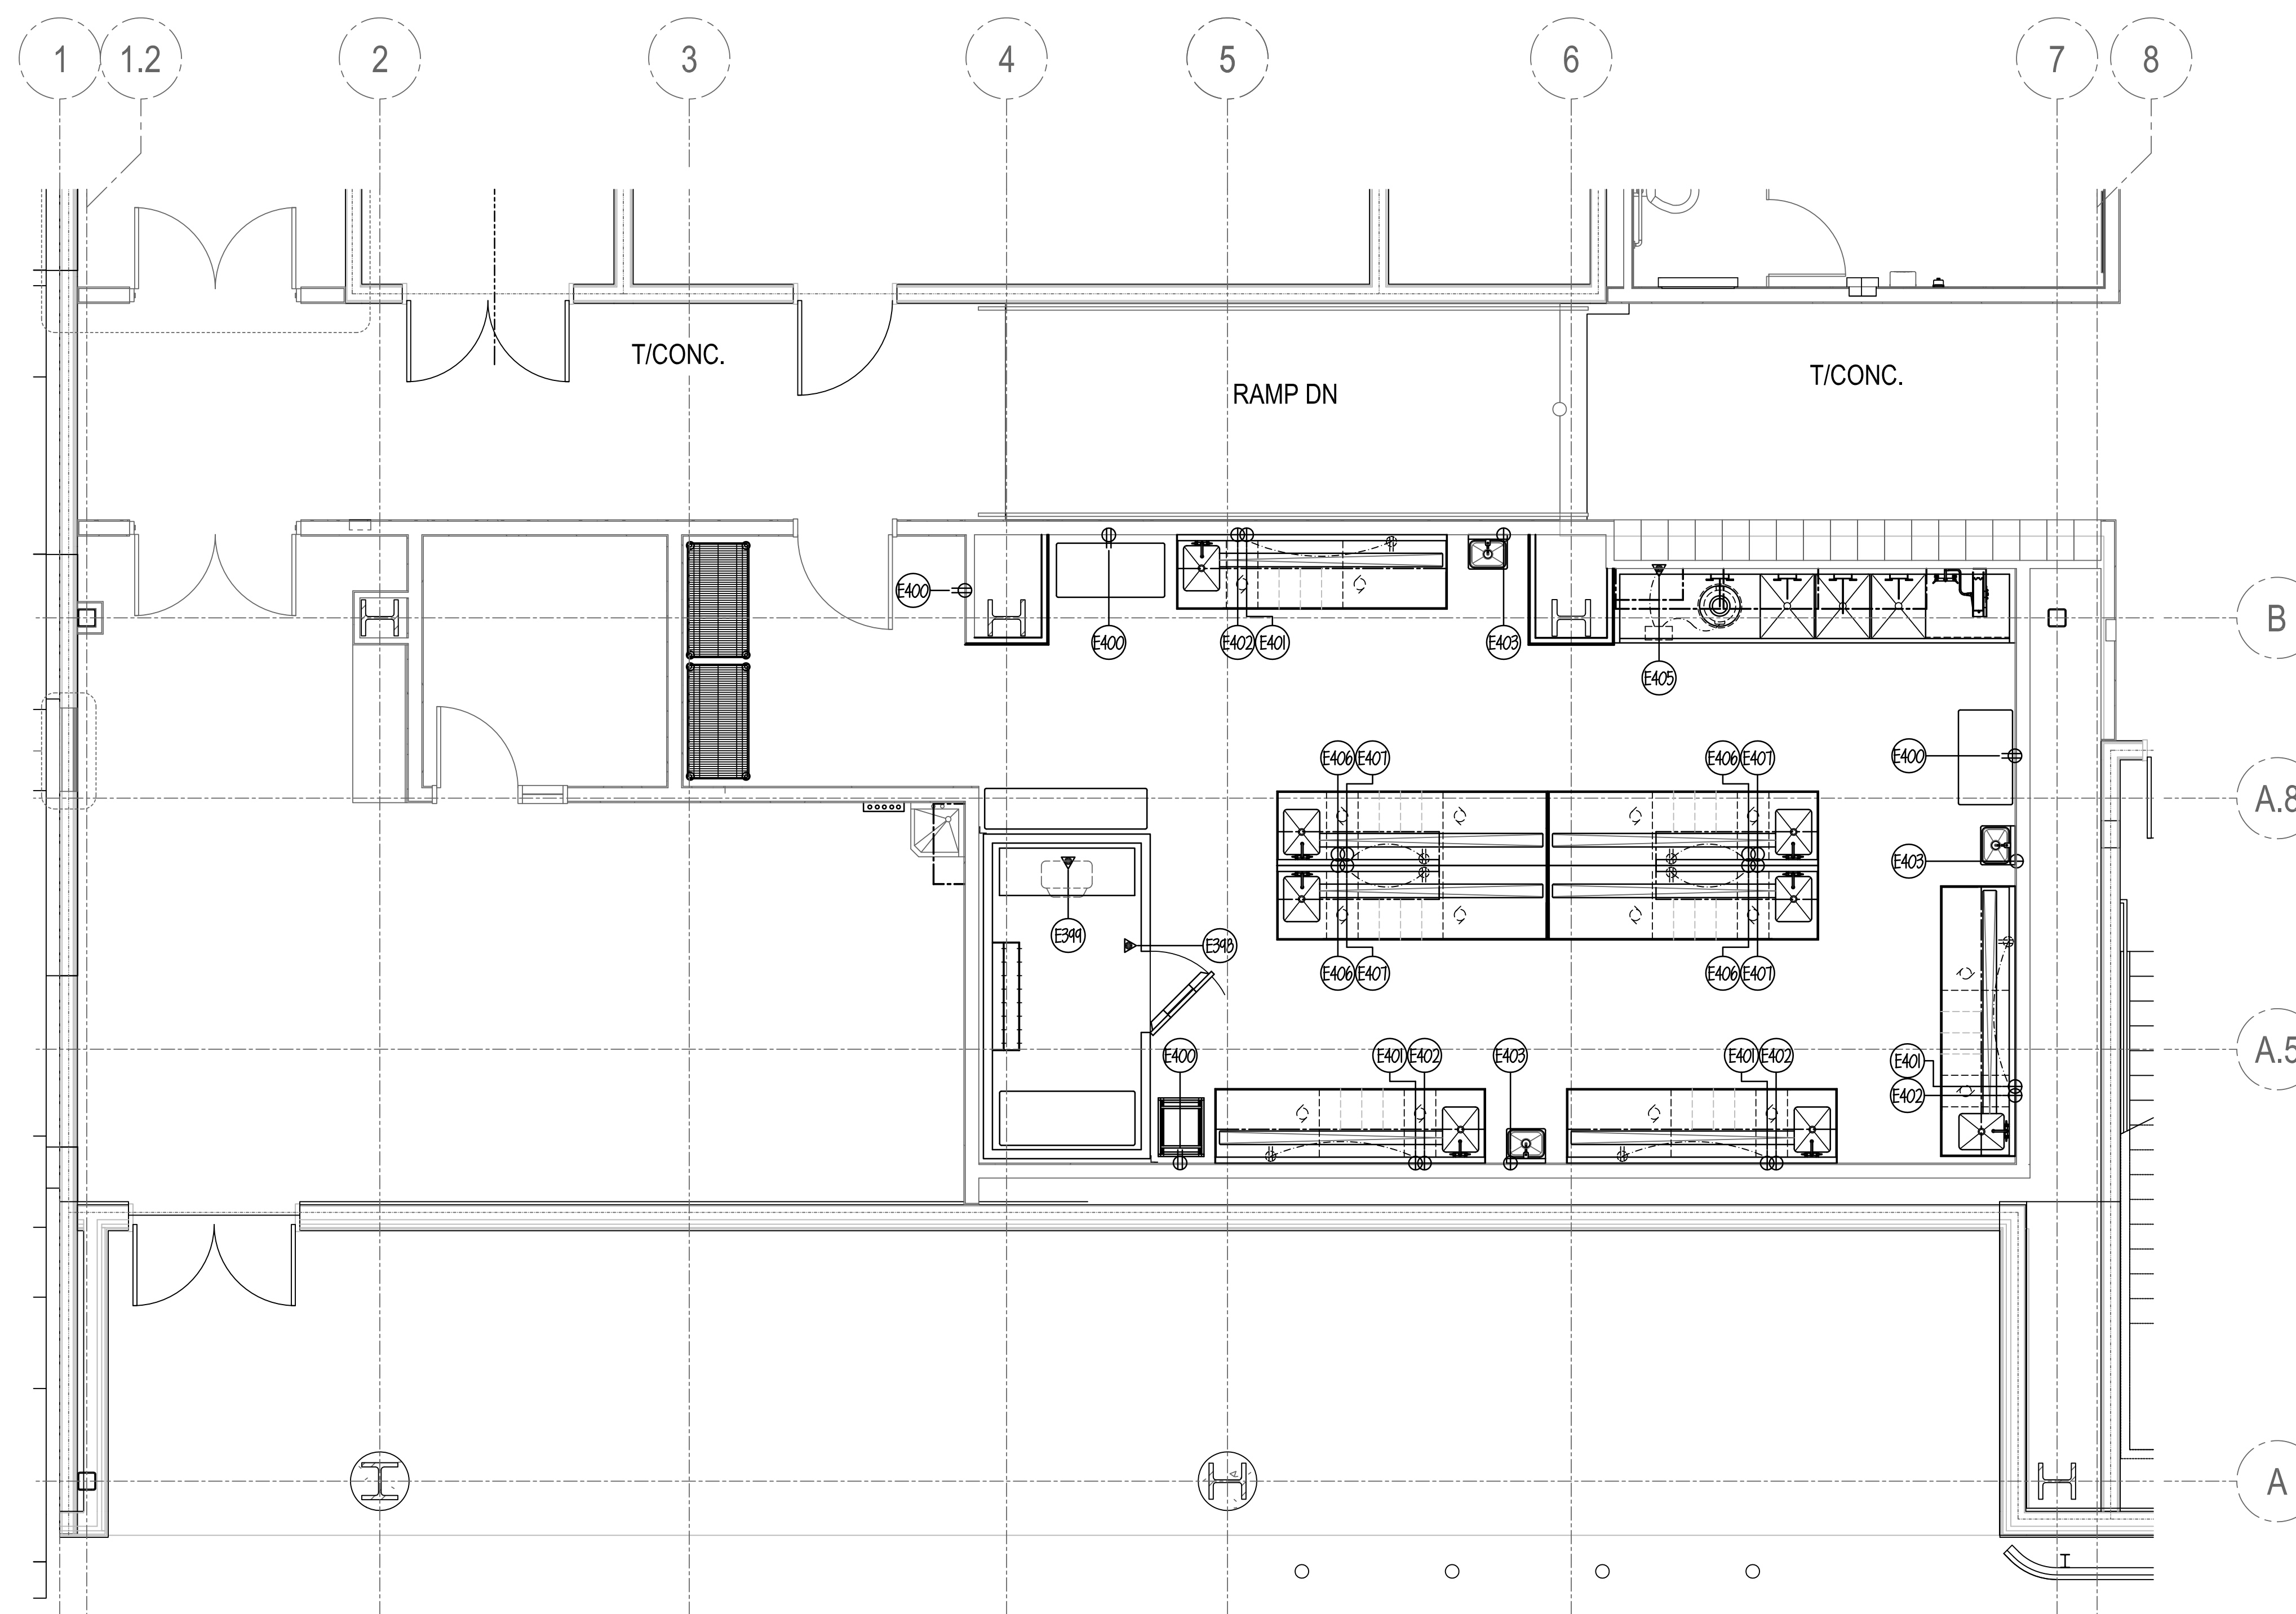 1 1.2 2 3 4 5 6 7 8
T/CONC.
T/CONC.
RAMP DN
E400
B
E400 E402 E401 E403
E405
E406 E407 E406 E407 E400
A.8
E403
E399 E398
E406 E407 E406 E407
E400 E401 E402 E403 E401 E402
A.5
E401
E402
A